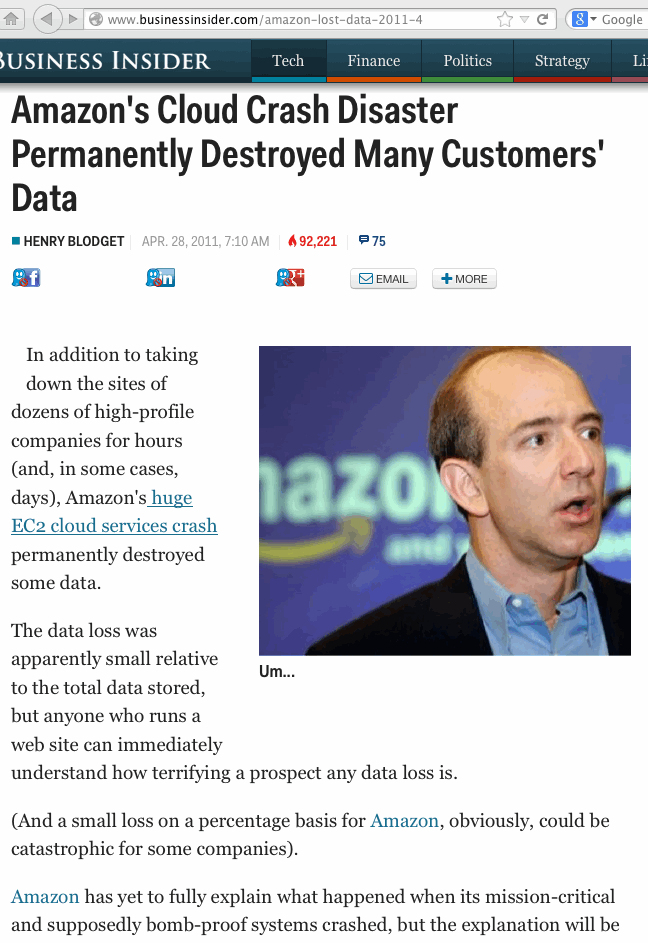 www.businessinsider.com/amazon-lost-data-2011-4
Google
BUSINESS INSIDER
Tech
Finance
Politics
Strategy
Amazon's Cloud Crash Disaster
Permanently Destroyed Many Customers'
Data
HENRY BLODGET
APR. 28, 2011, 7:10 AM
92,221
75
f
in
g+
EMAIL
MORE
In addition to taking
down the sites of
dozens of high-profile
companies for hours
(and, in some cases,
days), Amazon's huge
EC2 cloud services crash
permanently destroyed
some data.
amazon
and
Um...
The data loss was
apparently small relative
to the total data stored,
but anyone who runs a
web site can immediately
understand how terrifying a prospect any data loss is.
(And a small loss on a percentage basis for Amazon, obviously, could be
catastrophic for some companies).
Amazon has yet to fully explain what happened when its mission-critical
and supposedly bomb-proof systems crashed, but the explanation will be